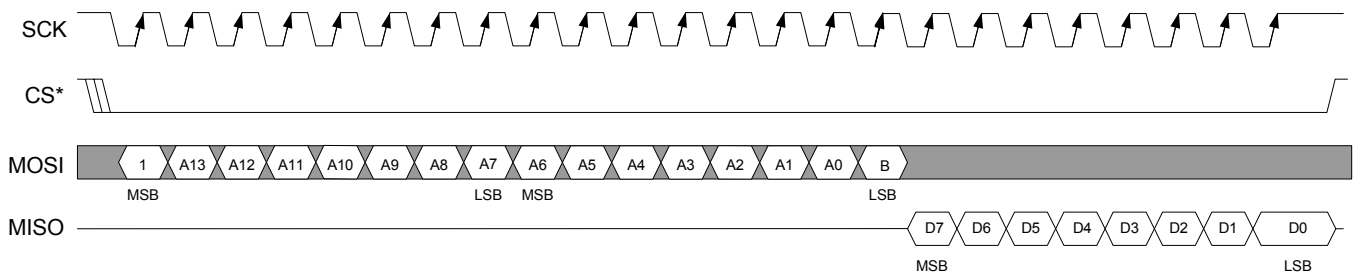 SCK
CS*
MOSI 1 A13 A12 A11 A10 A9 A8 A7 A6 A5 A4 A3 A2 A1 A0 B
MSB LSB MSB LSB
MISO D7 D6 D5 D4 D3 D2 D1 D0
MSB LSB